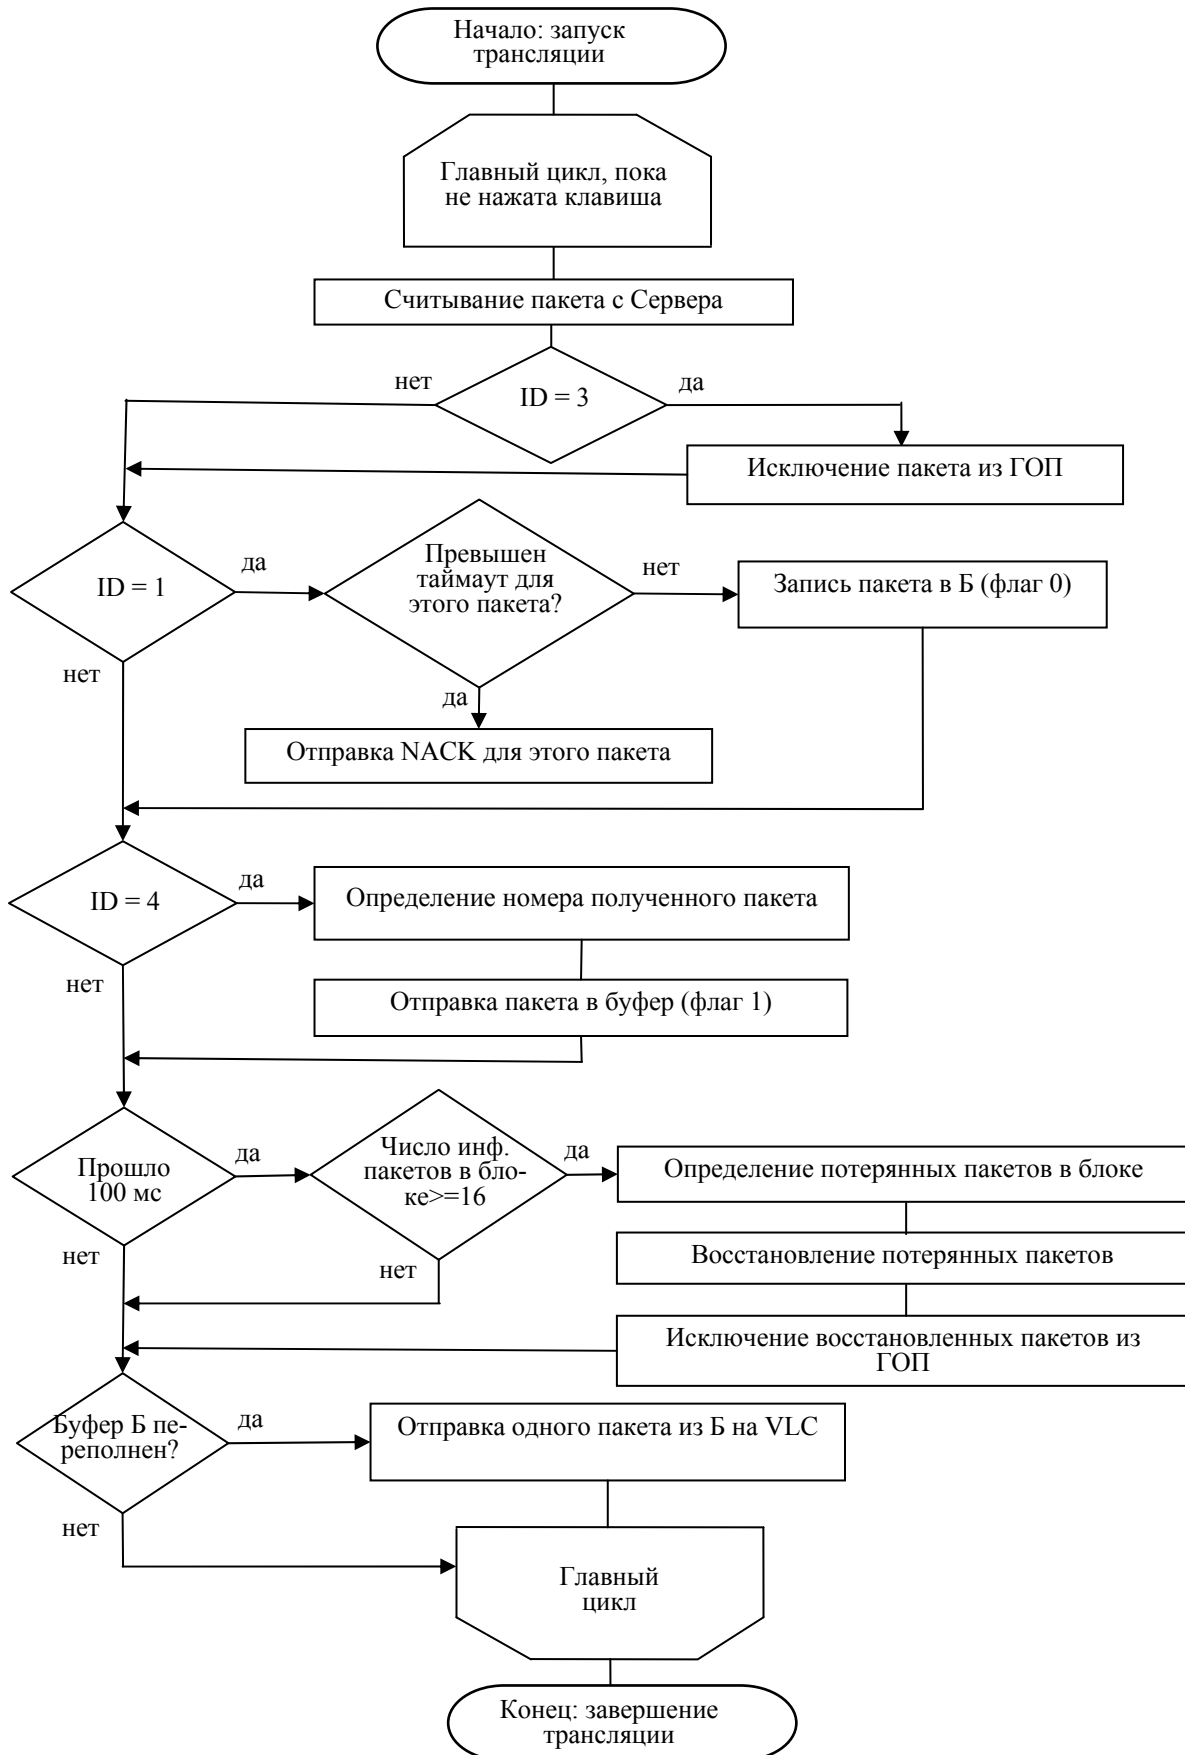 Начало: запуск
трансляции
Главный цикл, пока
не нажата клавиша
Считывание пакета с Сервера
нет
ID = 3
да
Исключение пакета из ГОП
ID = 1
да
Превышен
таймаут для
этого пакета?
нет
Запись пакета в Б (флаг 0)
нет
да
Отправка NACK для этого пакета
ID = 4
да
Определение номера полученного пакета
нет
Отправка пакета в буфер (флаг 1)
Прошло
100 мс
да
Число инф.
пакетов в бло-
ке>=16
да
Определение потерянных пакетов в блоке
нет
нет
Восстановление потерянных пакетов
Исключение восстановленных пакетов из
ГОП
Буфер Б пе-
реполнен?
да
Отправка одного пакета из Б на VLC
нет
Главный
цикл
Конец: завершение
трансляции